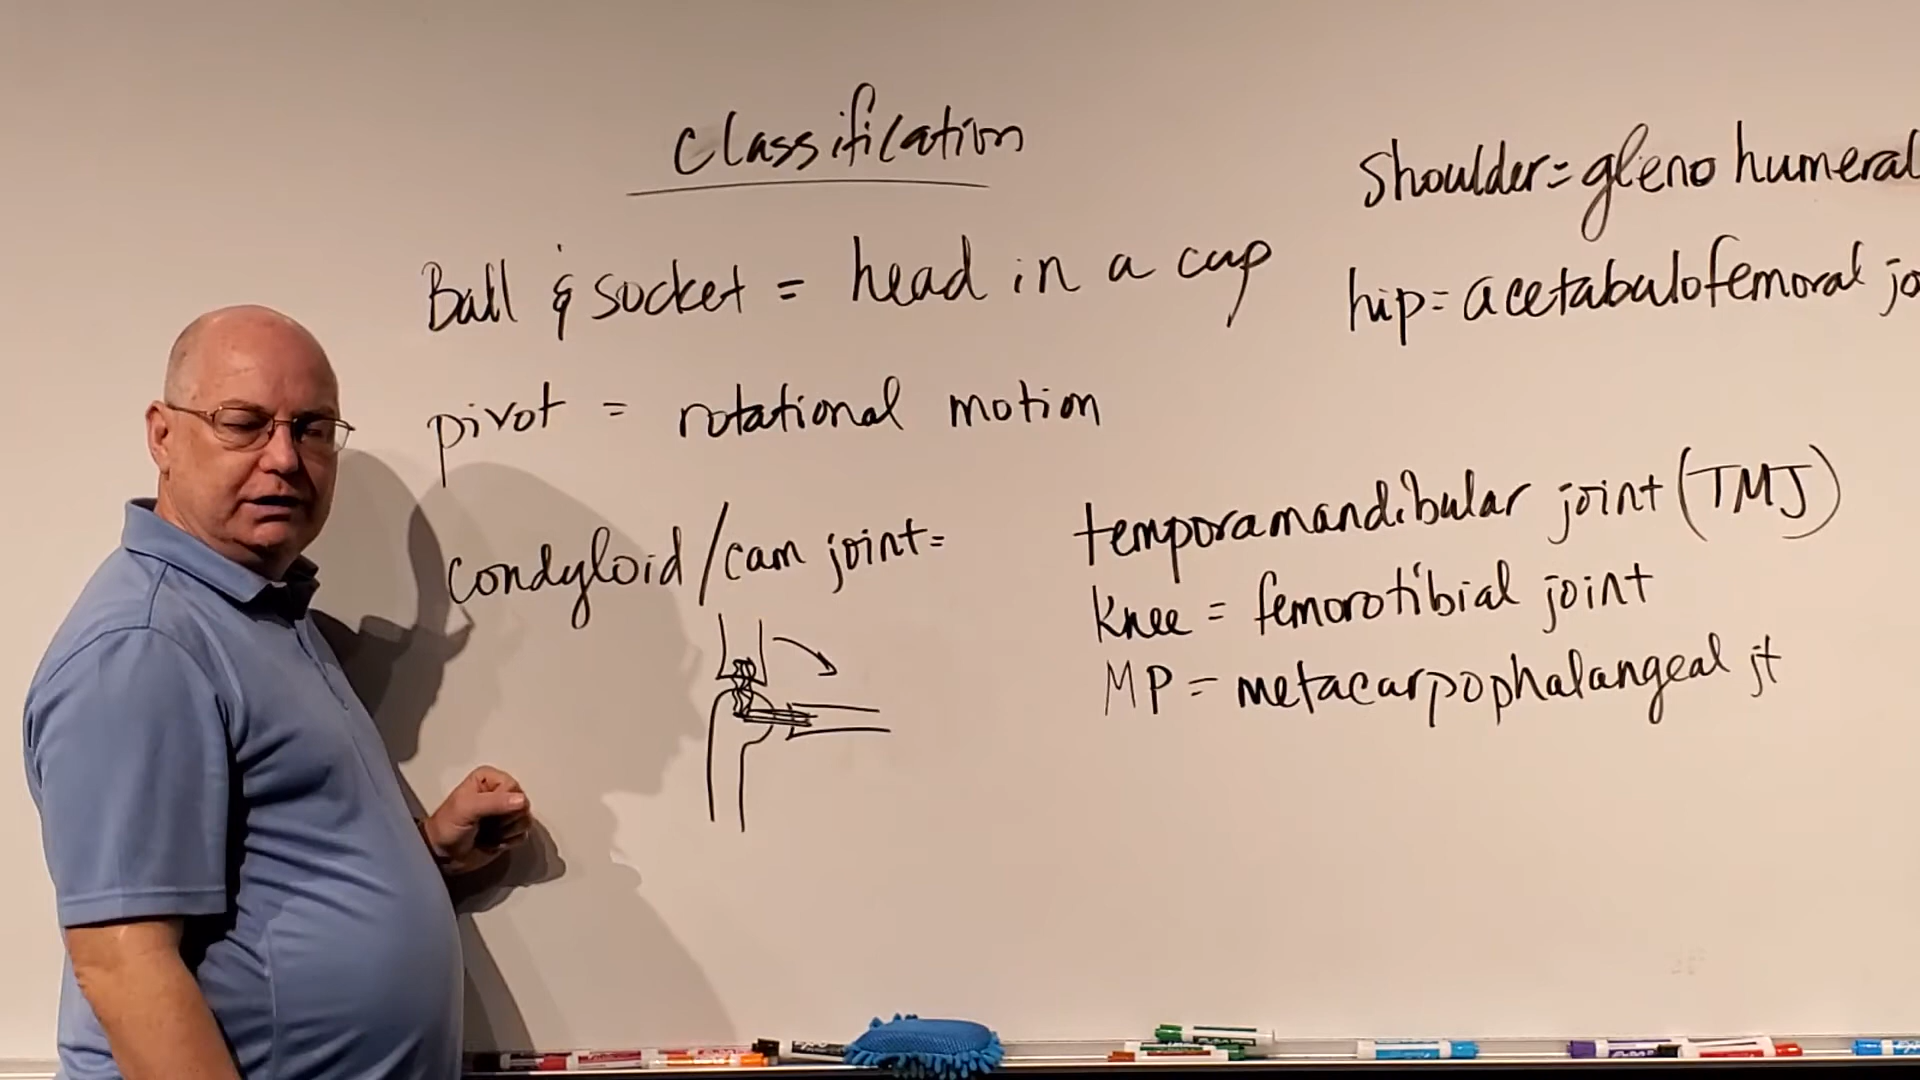 Classification
Shoulder = gleno humeral
Ball & socket = head in a cup
hip = acetabulofemoral jo
pivot = rotational motion
condyloid / cam joint =
temporamandibular joint (TMJ)
Knee = femorotibial joint
MP = metacarpophalangeal jt